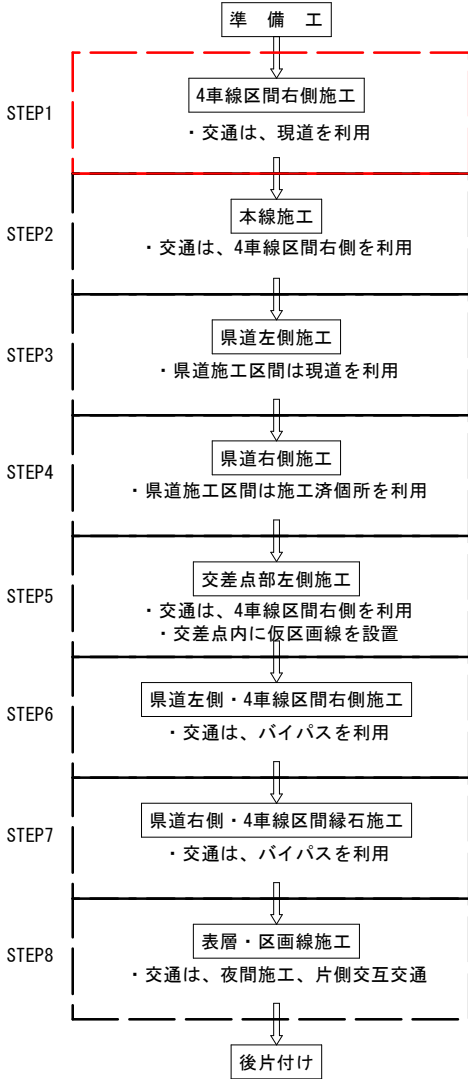 準　備　工
STEP1
4車線区間右側施工
・交通は、現道を利用
STEP2
本線施工
・交通は、4車線区間右側を利用
STEP3
県道左側施工
・県道施工区間は現道を利用
STEP4
県道右側施工
・県道施工区間は施工済個所を利用
STEP5
交差点部左側施工
・交通は、4車線区間右側を利用
・交差点内に仮区画線を設置
STEP6
県道左側・4車線区間右側施工
・交通は、バイパスを利用
STEP7
県道右側・4車線区間縁石施工
・交通は、バイパスを利用
STEP8
表層・区画線施工
・交通は、夜間施工、片側交互交通
後片付け